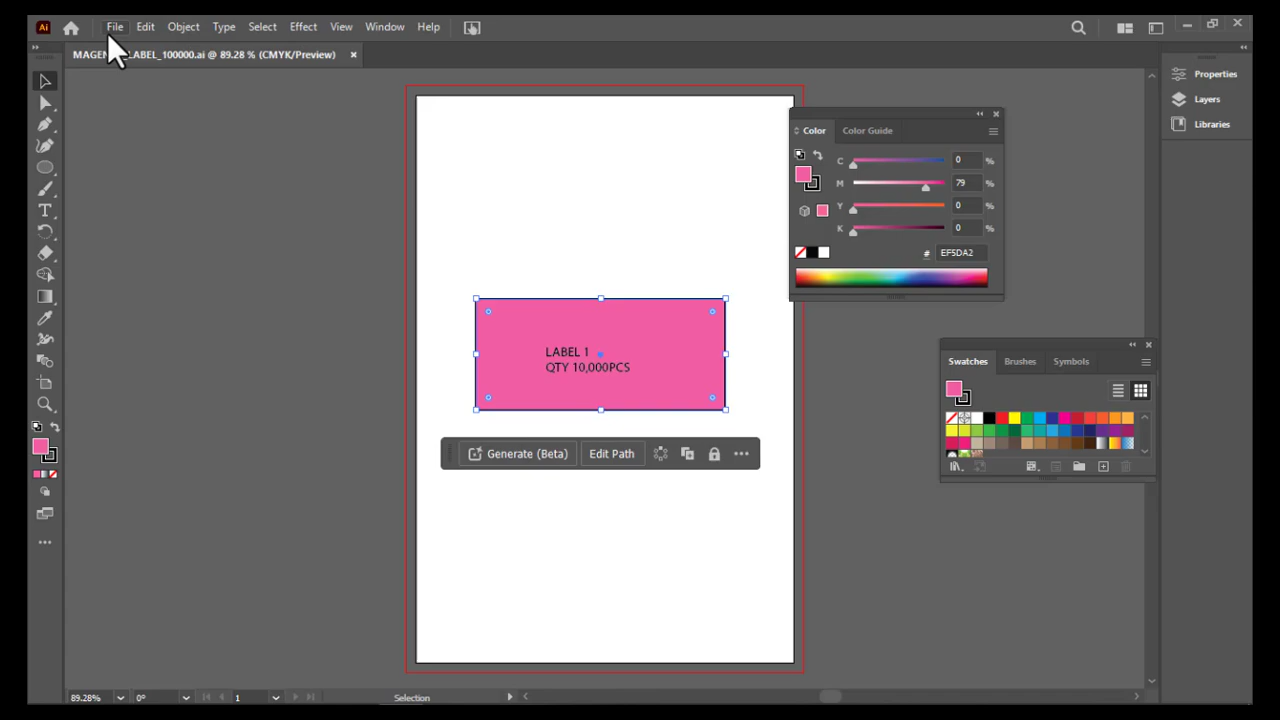 Ai File Edit Object Type Select Effect View Window Help
LABEL_100000.ai @ 89.28 % (CMYK/Preview)
Properties
Layers
Libraries
Color Color Guide
C 0 %
M 79 %
Y 0 %
K 0 %
# EF5DA2
LABEL 1
QTY 10,000PCS
Generate (Beta) Edit Path
Swatches Brushes Symbols
89.28% 0° 1 Selection